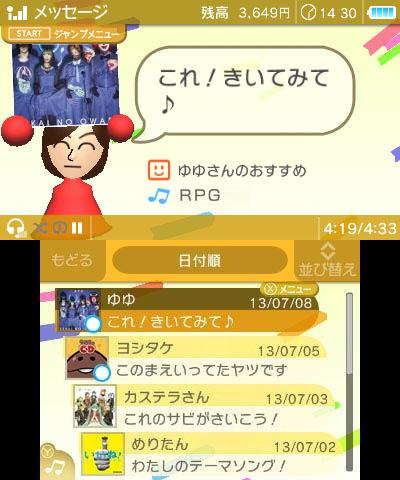 メッセージ
残高 3,649円
14 30
START ジャンプメニュー
これ！きいてみて
♪
ゆゆさんのおすすめ
RPG
4:19/4:33
もどる
日付順
並び替え
X メニュー
ゆゆ 13/07/08
これ！きいてみて♪
ヨシタケ 13/07/05
このまえいってたヤツです
カステラさん 13/07/03
これのサビがさいこう！
めりたん 13/07/02
いいね！
わたしのテーマソング！
Y